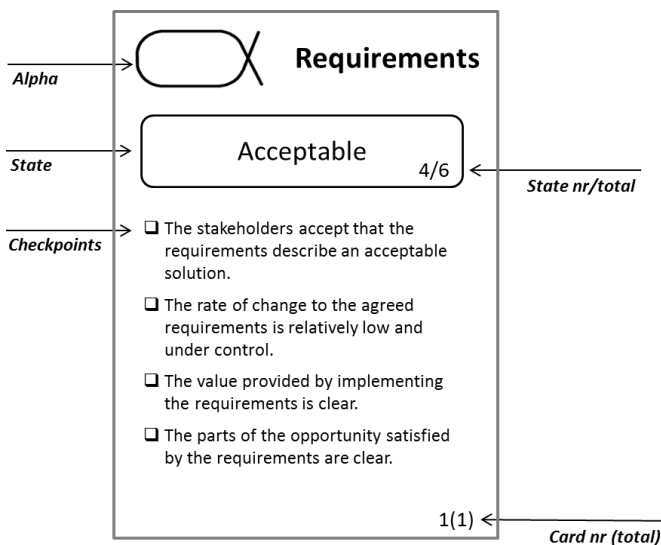 Requirements
Alpha
Acceptable
State
4/6
State nr/total
Checkpoints
❑ The stakeholders accept that the
requirements describe an acceptable
solution.
❑ The rate of change to the agreed
requirements is relatively low and
under control.
❑ The value provided by implementing
the requirements is clear.
❑ The parts of the opportunity satisfied
by the requirements are clear.
1(1)
Card nr (total)